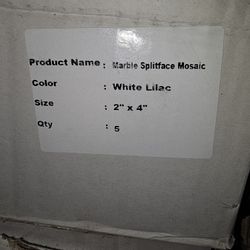 Product Name : Marble Splitface Mosaic
Color : White Lilac
Size : 2" x 4"
Qty : 5